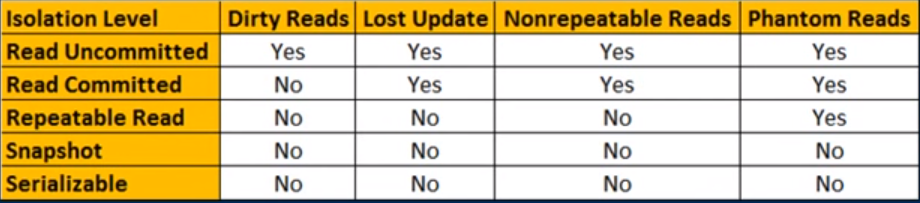 Isolation Level Dirty Reads Lost Update Nonrepeatable Reads Phantom Reads
Read Uncommitted Yes Yes Yes Yes
Read Committed No Yes Yes Yes
Repeatable Read No No No Yes
Snapshot No No No No
Serializable No No No No